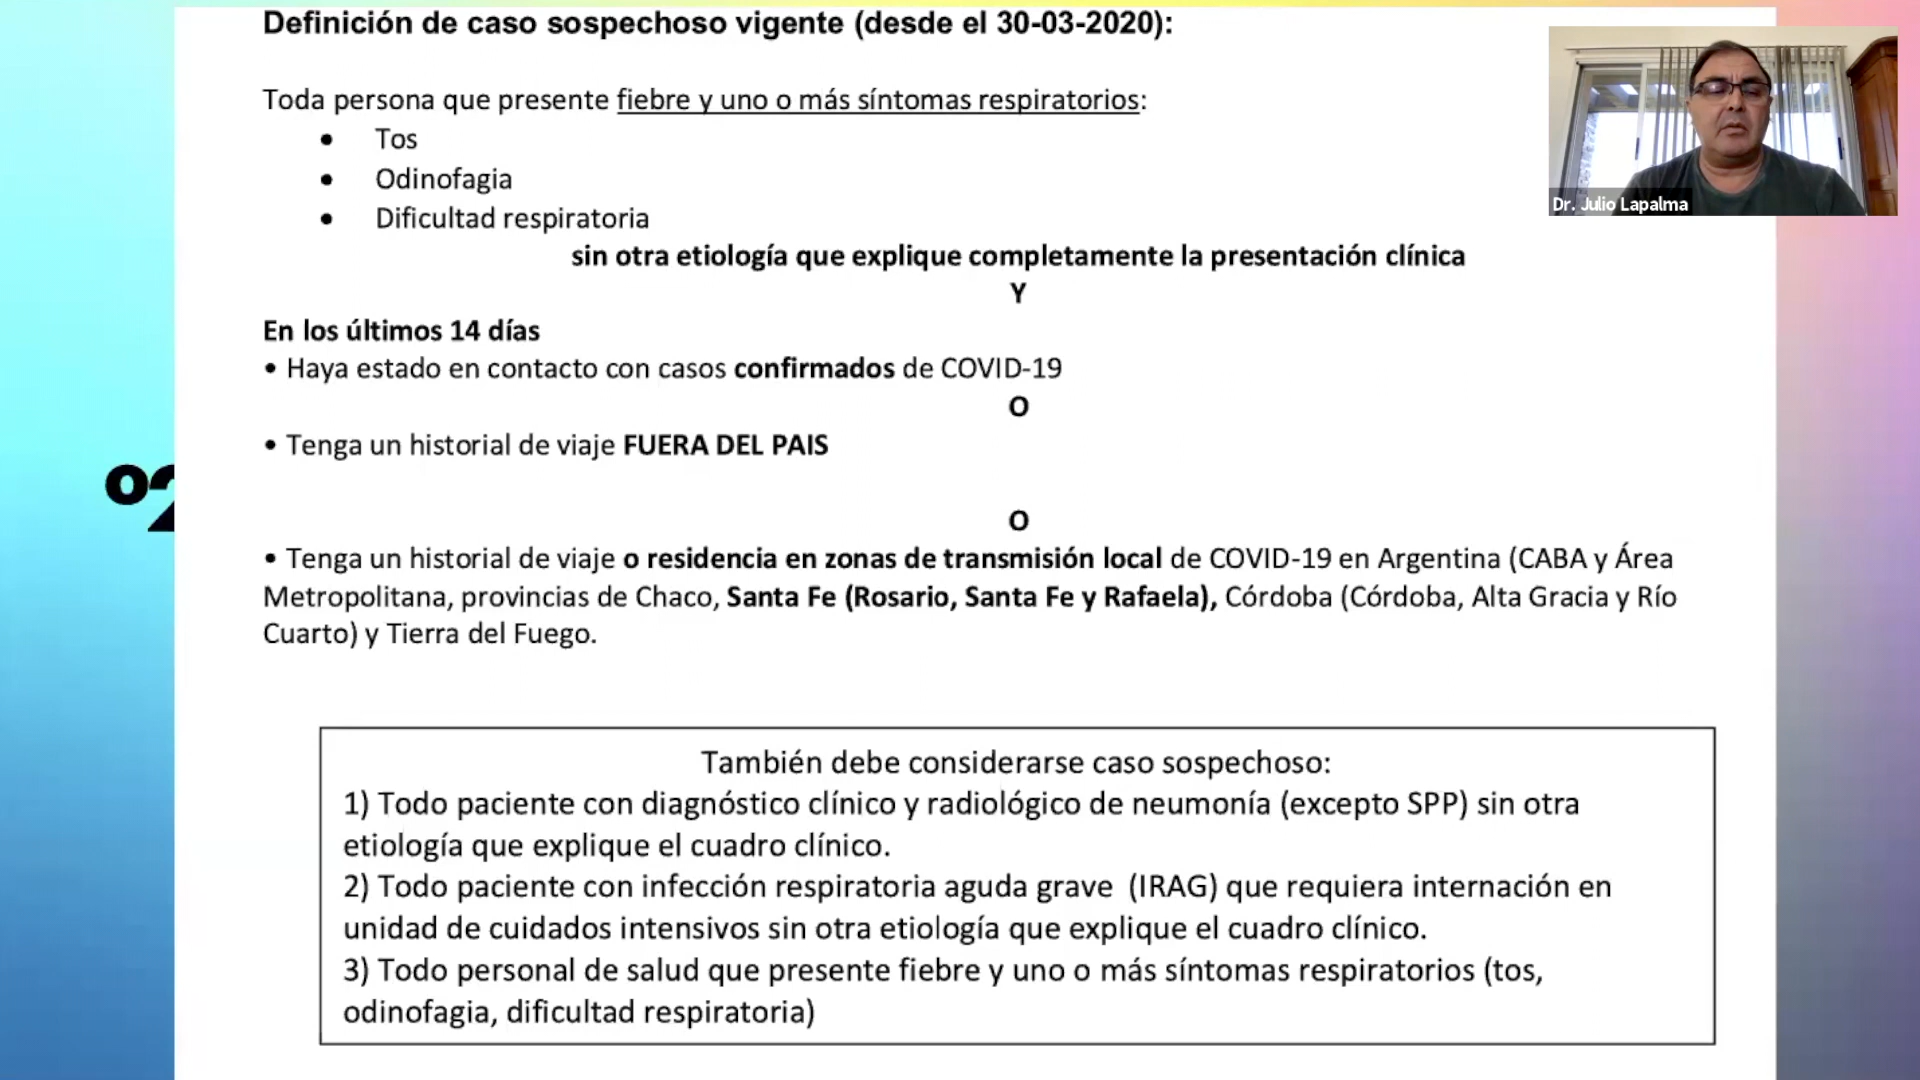 Definición de caso sospechoso vigente (desde el 30-03-2020):
Toda persona que presente fiebre y uno o más síntomas respiratorios:
• Tos
• Odinofagia
• Dificultad respiratoria
sin otra etiología que explique completamente la presentación clínica
Y
En los últimos 14 días
• Haya estado en contacto con casos confirmados de COVID-19
O
• Tenga un historial de viaje FUERA DEL PAIS
O
• Tenga un historial de viaje o residencia en zonas de transmisión local de COVID-19 en Argentina (CABA y Área
Metropolitana, provincias de Chaco, Santa Fe (Rosario, Santa Fe y Rafaela), Córdoba (Córdoba, Alta Gracia y Río
Cuarto) y Tierra del Fuego.
También debe considerarse caso sospechoso:
1) Todo paciente con diagnóstico clínico y radiológico de neumonía (excepto SPP) sin otra
etiología que explique el cuadro clínico.
2) Todo paciente con infección respiratoria aguda grave (IRAG) que requiera internación en
unidad de cuidados intensivos sin otra etiología que explique el cuadro clínico.
3) Todo personal de salud que presente fiebre y uno o más síntomas respiratorios (tos,
odinofagia, dificultad respiratoria)
Dr. Julio Lapalma